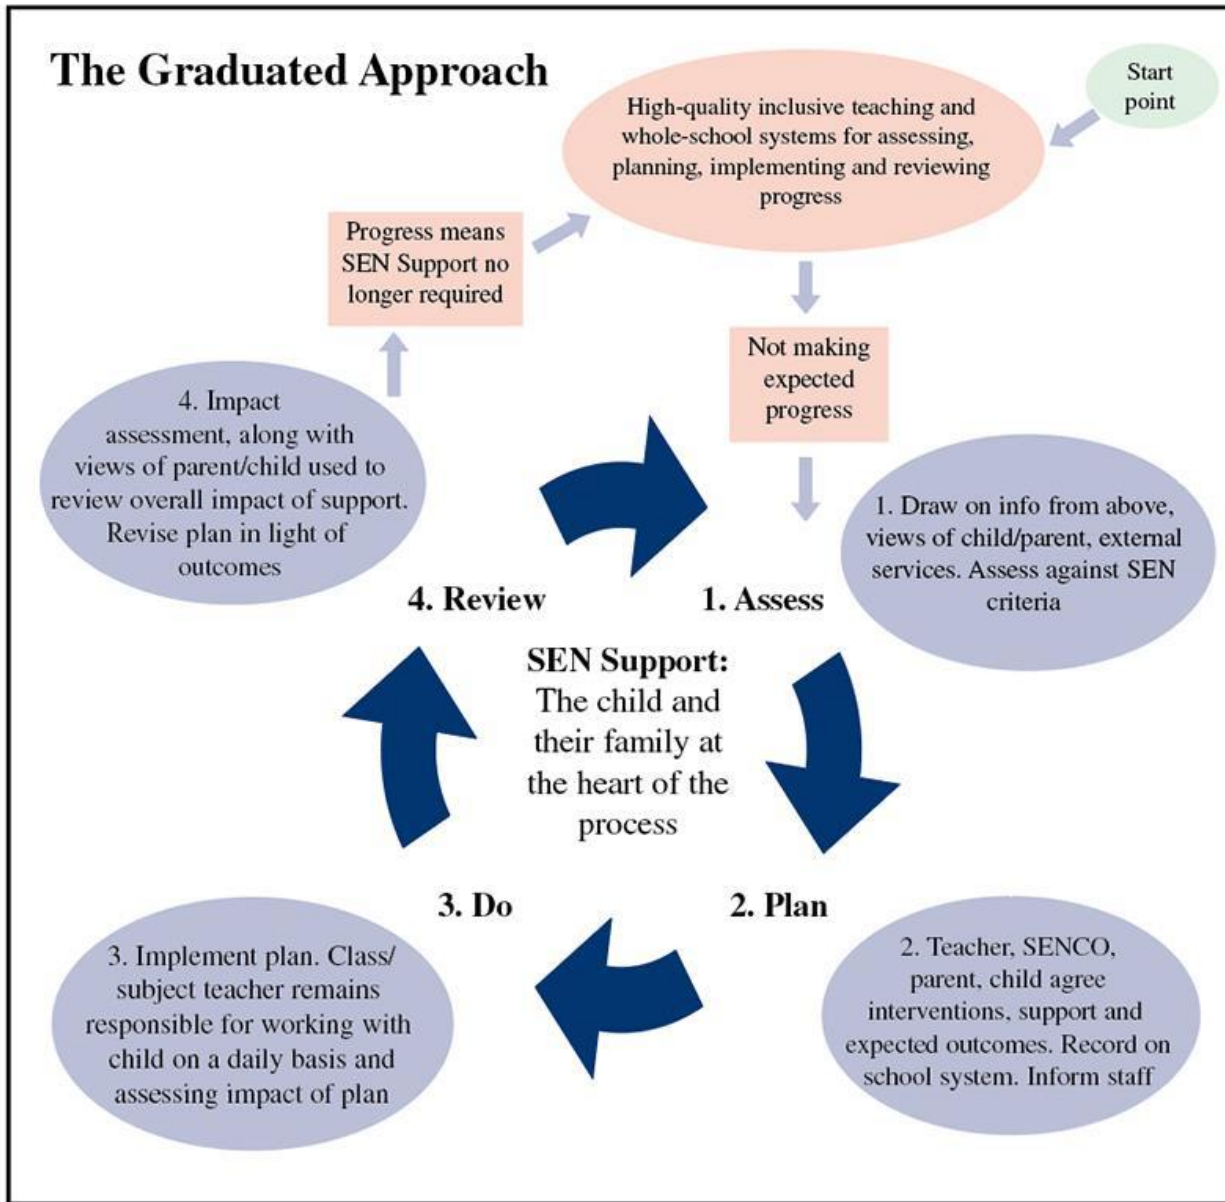 The Graduated Approach
Start
point
High-quality inclusive teaching and
whole-school systems for assessing,
planning, implementing and reviewing
progress
Progress means
SEN Support no
longer required
Not making
expected
progress
4. Impact
assessment, along with
views of parent/child used to
review overall impact of support.
Revise plan in light of
outcomes
1. Draw on info from above,
views of child/parent, external
services. Assess against SEN
criteria
4. Review
1. Assess
SEN Support:
The child and
their family at
the heart of the
process
3. Do
2. Plan
3. Implement plan. Class/
subject teacher remains
responsible for working with
child on a daily basis and
assessing impact of plan
2. Teacher, SENCO,
parent, child agree
interventions, support and
expected outcomes. Record on
school system. Inform staff